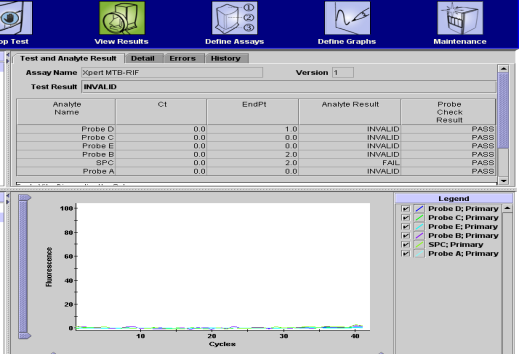 op Test View Results Define Assays Define Graphs Maintenance
Test and Analyte Result Detail Errors History
Assay Name Xpert MTB-RIF Version 1
Test Result INVALID
Analyte Name Ct EndPt Analyte Result Probe Check Result
Probe D 0.0 1.0 INVALID PASS
Probe C 0.0 0.0 INVALID PASS
Probe E 0.0 0.0 INVALID PASS
Probe B 0.0 2.0 INVALID PASS
SPC 0.0 2.0 FAIL PASS
Probe A 0.0 0.0 INVALID PASS
Legend
100
80
60
40
20
0
Fluorescence
10 20 30 40
Cycles
Probe D; Primary
Probe C; Primary
Probe E; Primary
Probe B; Primary
SPC; Primary
Probe A; Primary